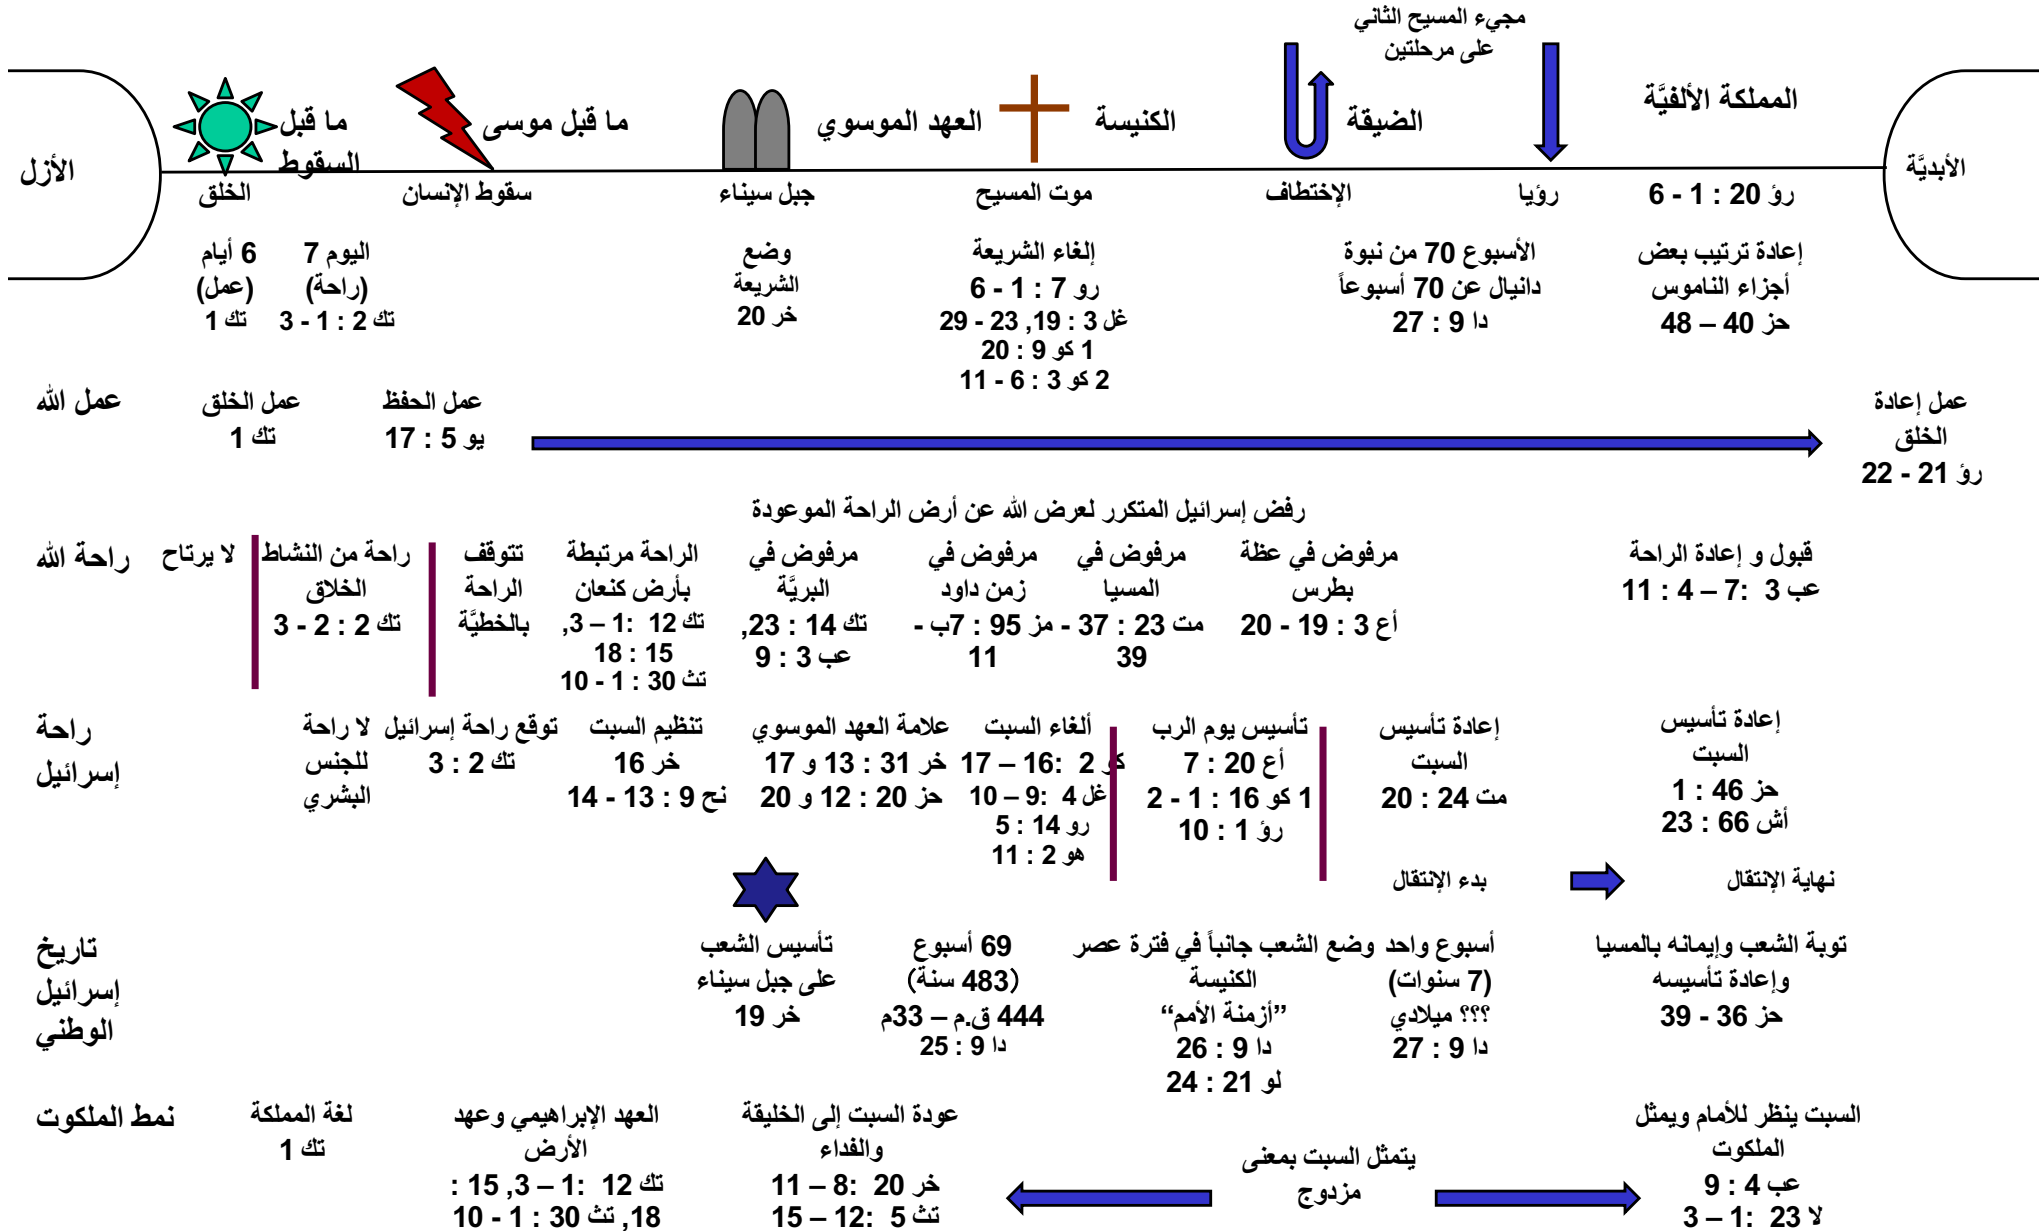 مجيء المسيح الثاني
على مرحلتين
الأزل
ما قبل
السقوط
ما قبل موسى
العهد الموسوي
الكنيسة
الضيقة
المملكة الألفيَّة
الأبديَّة
الخلق
سقوط الإنسان
جبل سيناء
موت المسيح
الإختطاف
رؤيا
رؤ 20 : 1 - 6
6 أيام
(عمل)
تك 1
اليوم 7
(راحة)
تك 2 : 1 - 3
وضع
الشريعة
خر 20
إلغاء الشريعة
رو 7 : 1 - 6
غل 3 : 19, 23 - 29
1 كو 9 : 20
2 كو 3 : 6 - 11
الأسبوع 70 من نبوة
دانيال عن 70 أسبوعاً
دا 9 : 27
إعادة ترتيب بعض
أجزاء الناموس
حز 40 – 48
عمل الله
عمل الخلق
تك 1
عمل الحفظ
يو 5 : 17
عمل إعادة
الخلق
رؤ 21 - 22
رفض إسرائيل المتكرر لعرض الله عن أرض الراحة الموعودة
راحة الله
لا يرتاح
راحة من النشاط
الخلاق
تك 2 : 2 - 3
تتوقف
الراحة
بالخطيَّة
الراحة مرتبطة
بأرض كنعان
تك 12 :1 – 3,
15 : 18
تث 30 : 1 - 10
مرفوض في
البريَّة
تك 14 : 23,
عب 3 : 9
مرفوض في
زمن داود
مز 95 : 7ب -
11
مرفوض في
المسيا
مت 23 : 37 -
39
مرفوض في عظة
بطرس
أع 3 : 19 - 20
قبول و إعادة الراحة
عب 3 :7 – 4 : 11
راحة
إسرائيل
لا راحة
للجنس
البشري
توقع راحة إسرائيل
تك 2 : 3
تنظيم السبت
خر 16
نح 9 : 13 - 14
علامة العهد الموسوي
خر 31 : 13 و 17
حز 20 : 12 و 20
ألغاء السبت
كو 2 :16 – 17
غل 4 :9 – 10
رو 14 : 5
هو 2 : 11
تأسيس يوم الرب
أع 20 : 7
1 كو 16 : 1 - 2
رؤ 1 : 10
إعادة تأسيس
السبت
مت 24 : 20
إعادة تأسيس
السبت
حز 46 : 1
أش 66 : 23
بدء الإنتقال
نهاية الإنتقال
تاريخ
إسرائيل
الوطني
تأسيس الشعب
على جبل سيناء
خر 19
69 أسبوع
(483 سنة)
444 ق.م – 33م
دا 9 : 25
وضع الشعب جانباً في فترة عصر
الكنيسة
”أزمنة الأمم“
دا 9 : 26
لو 21 : 24
أسبوع واحد
(7 سنوات)
؟؟؟ ميلادي
دا 9 : 27
توبة الشعب وإيمانه بالمسيا
وإعادة تأسيسه
حز 36 - 39
نمط الملكوت
لغة المملكة
تك 1
العهد الإبراهيمي وعهد
الأرض
تك 12 :1 – 3, 15 :
18, تث 30 : 1 - 10
عودة السبت إلى الخليقة
والفداء
خر 20 :8 – 11
تث 5 :12 – 15
يتمثل السبت بمعنى
مزدوج
السبت ينظر للأمام ويمثل
الملكوت
عب 4 : 9
لا 23 :1 – 3